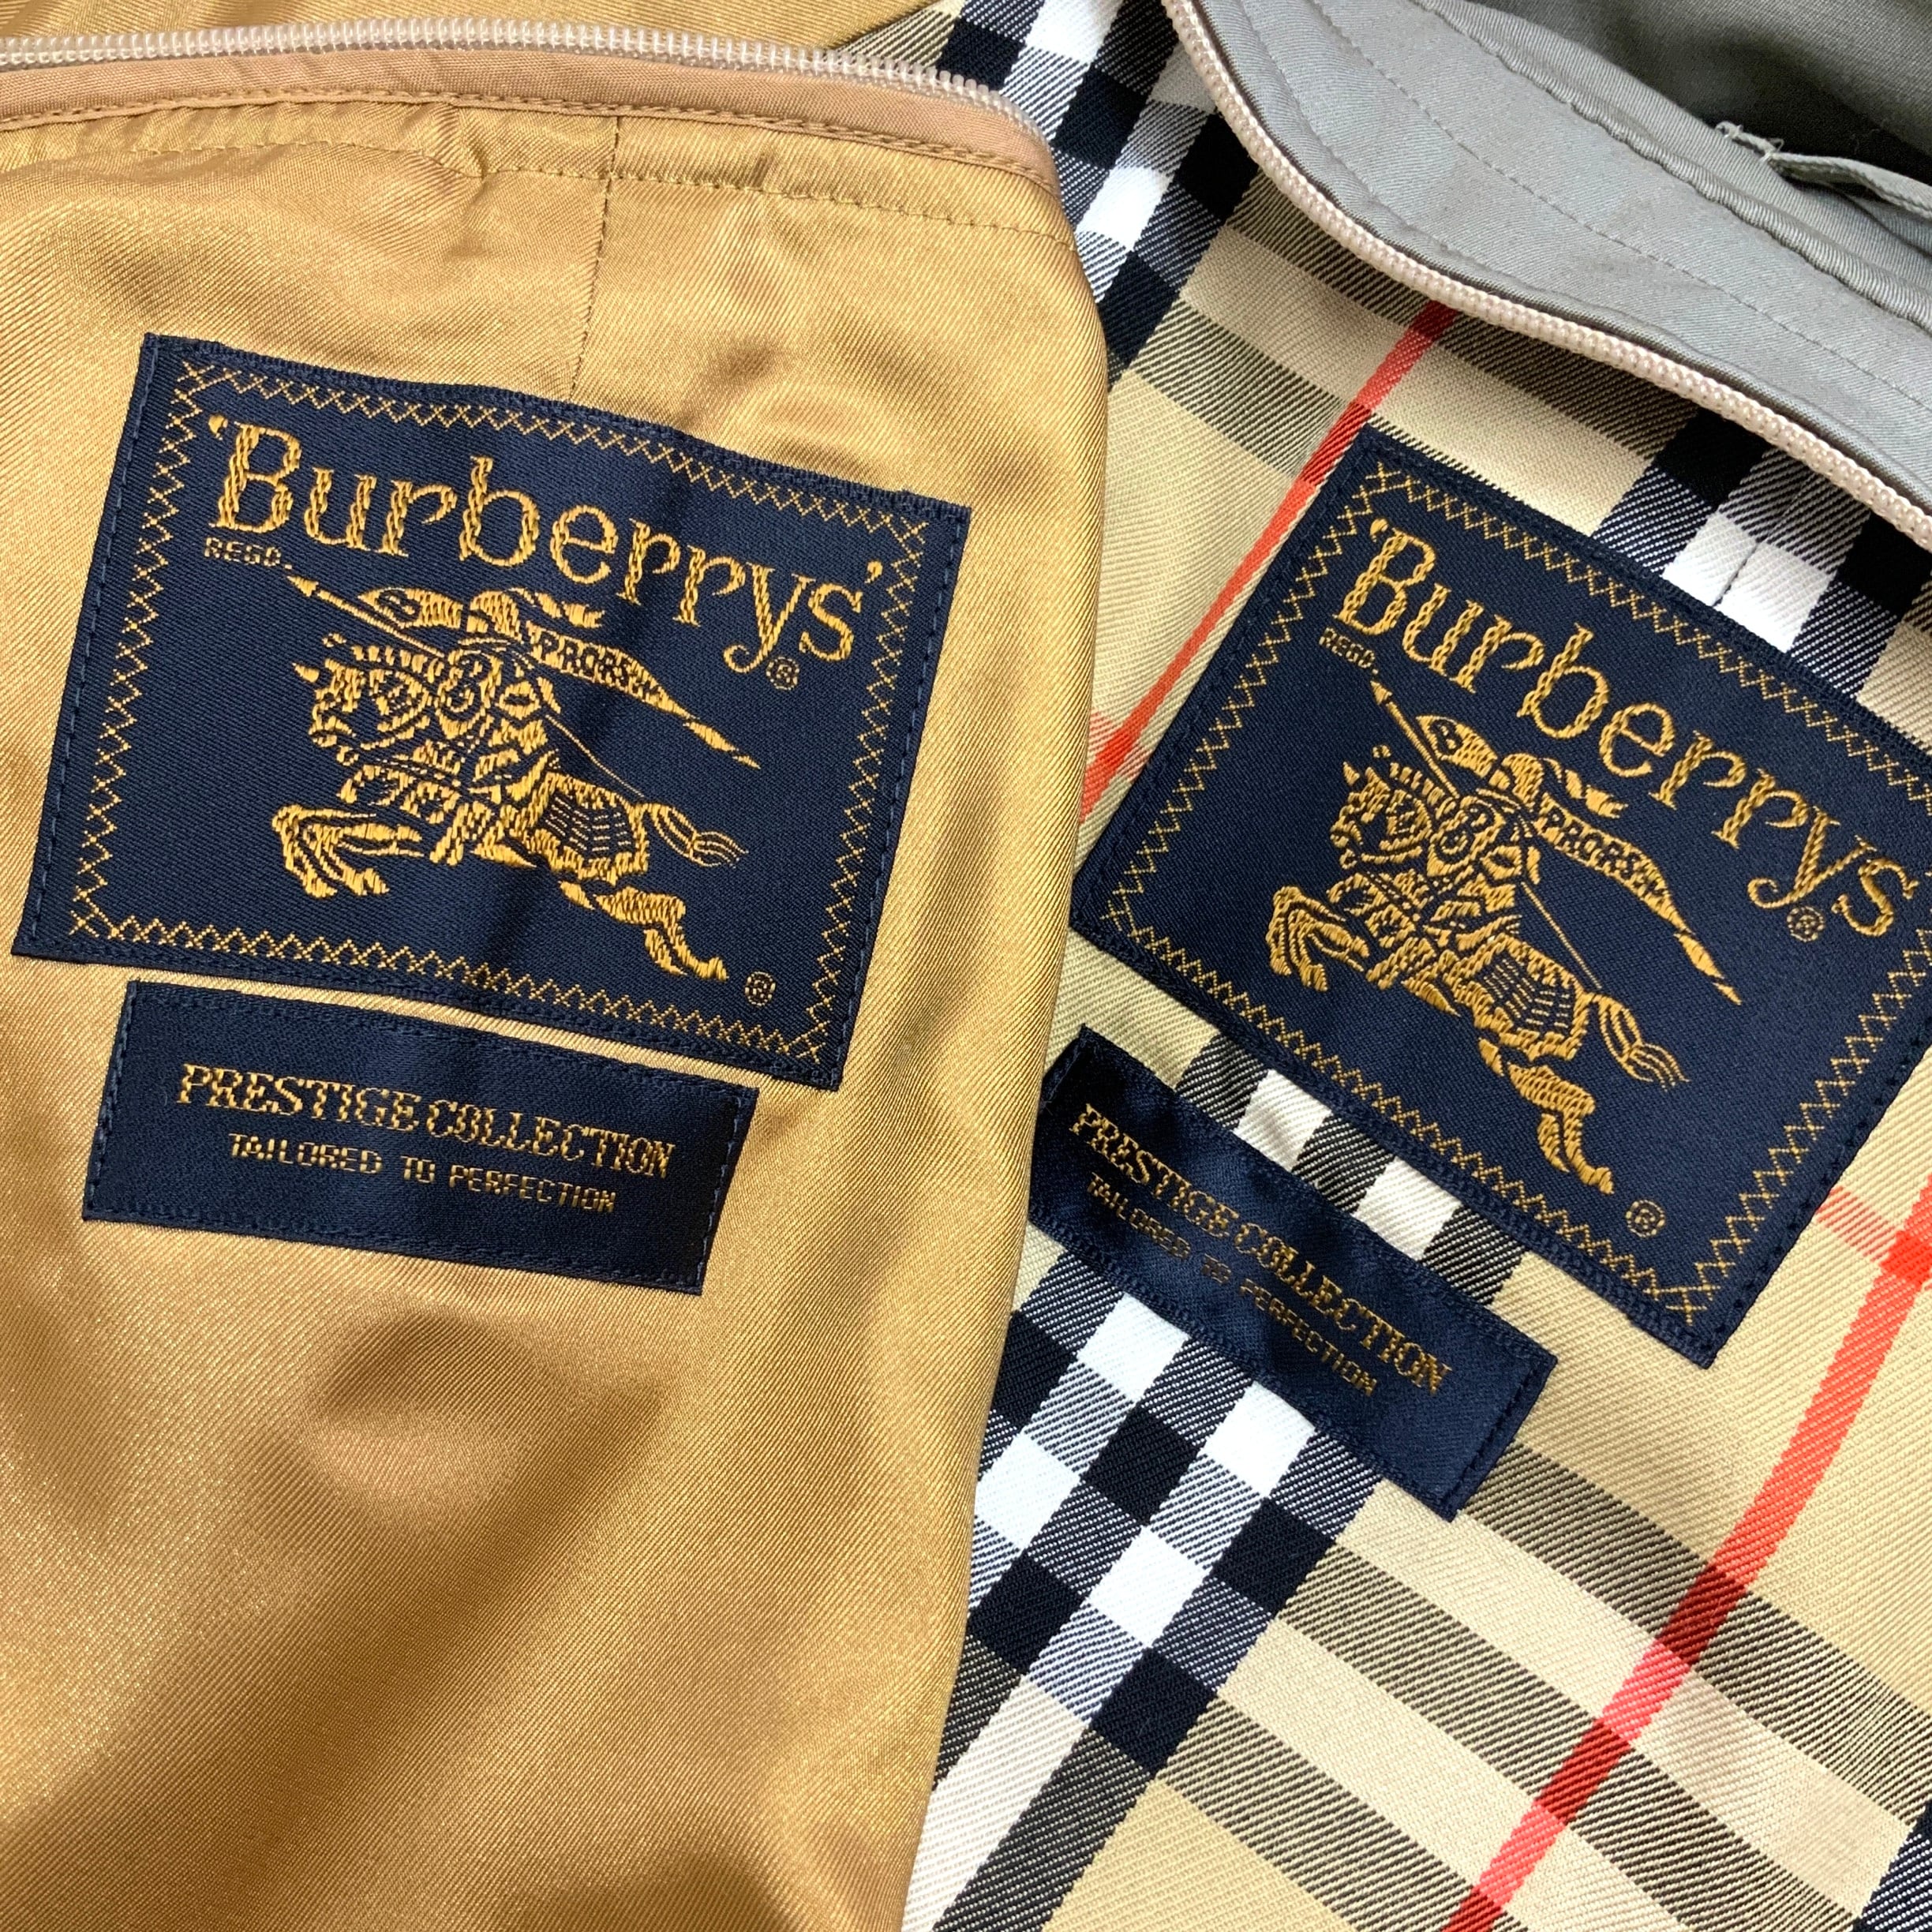 'Burberrys'®
REGD.
B PRORSUM
®
PRESTIGE COLLECTION
TAILORED TO PERFECTION
'Burberrys
REGD.
®
B PRORSUM
®
PRESTIGE COLLECTION
TAILORED TO PERFECTION